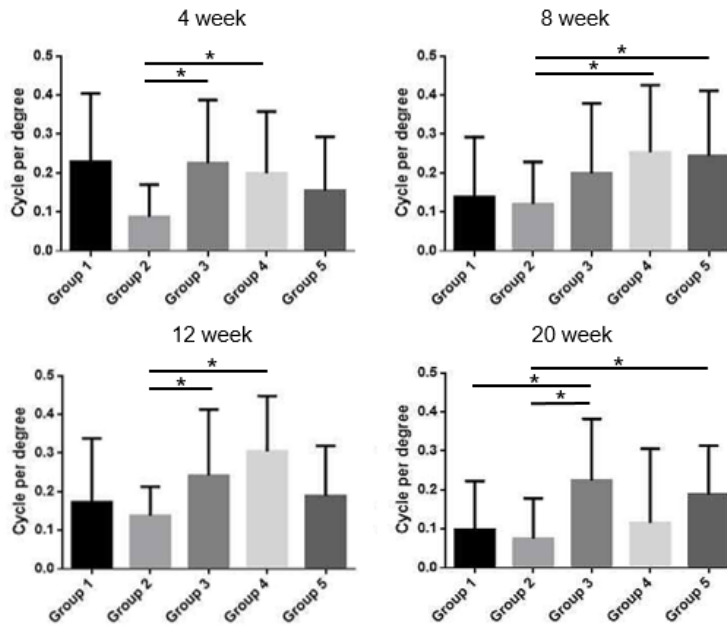 4 week
*
*
Cycle per degree
0.5
0.4
0.3
0.2
0.1
0.0
Group 1
Group 2
Group 3
Group 4
Group 5
8 week
*
*
Cycle per degree
0.5
0.4
0.3
0.2
0.1
0.0
Group 1
Group 2
Group 3
Group 4
Group 5
12 week
*
*
Cycle per degree
0.5
0.4
0.3
0.2
0.1
0.0
Group 1
Group 2
Group 3
Group 4
Group 5
20 week
*
*
*
Cycle per degree
0.5
0.4
0.3
0.2
0.1
0.0
Group 1
Group 2
Group 3
Group 4
Group 5